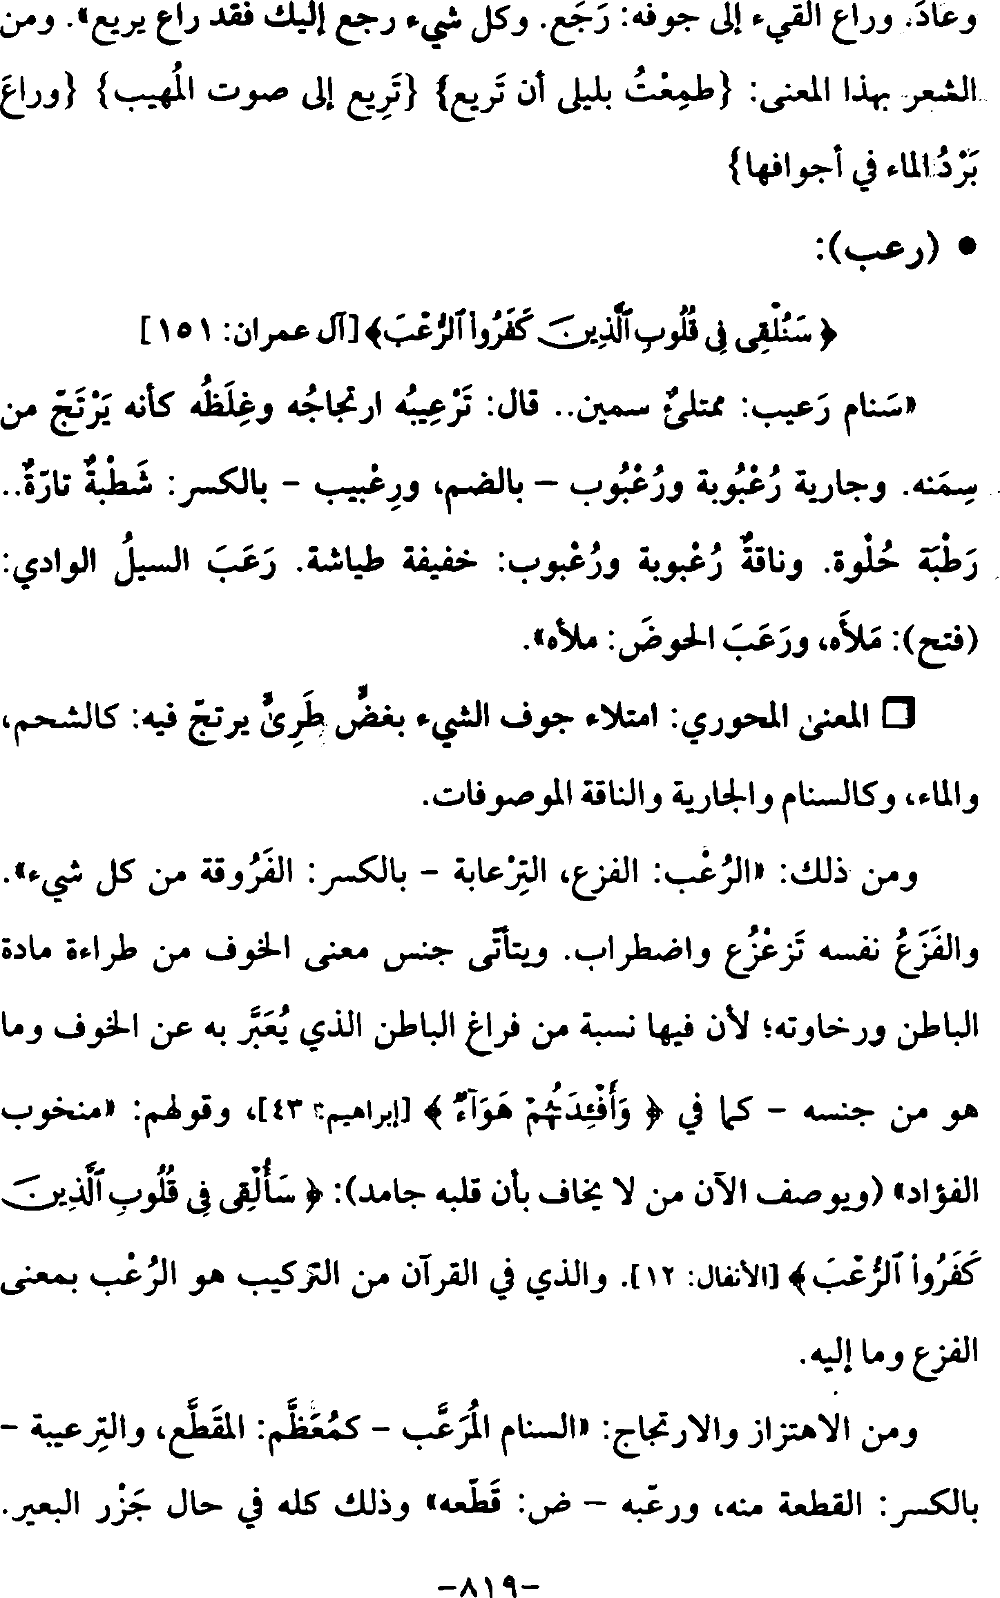 وعادَ. وراع القيء إلى جوفه: رَجَع. وكل شيء رجع إليك فقد راع يريع». ومن
الشعر بهذا المعنى: {طمِعْتُ بليلى أن تَريع} {تَرِيع إلى صوت المُهيب} {وراعَ
بَرْدُ الماء في أجوافها}
• (رعب):
﴿ سَنُلْقِى فِى قُلُوبِ ٱلَّذِينَ كَفَرُوا۟ ٱلرُّعْبَ﴾ [آل عمران: ١٥١]
«سَنام رَعيب: ممتلئٌ سمين.. قال: تَرْعِيبُه ارتجاجُه وغِلَظُه كأنه يَرْتَجّ من
سِمَنه. وجارية رُعْبُوبة ورُعْبُوب – بالضم، ورِعْبيب – بالكسر: شَطْبةٌ تارّةٌ..
رَطْبَة حُلْوة. وناقةٌ رُعْبوبة ورُعْبوب: خفيفة طياشة. رَعَبَ السيلُ الوادي:
(فتح): مَلأَه، ورَعَبَ الحوضَ: ملأه».
❒ المعنى المحوري: امتلاء جوف الشيء بغضٍّ طَرِىٍّ يرتجّ فيه: كالشحم،
والماء، وكالسنام والجارية والناقة الموصوفات.
ومن ذلك: «الرُعْب: الفزع، التِرْعابة – بالكسر: الفَرُوقة من كل شيء».
والفَزَعُ نفسه تَزعْزُع واضطراب. ويتأتَّى جنس معنى الخوف من طراءة مادة
الباطن ورخاوته؛ لأن فيها نسبة من فراغ الباطن الذي يُعَبَّر به عن الخوف وما
هو من جنسه – كما في ﴿ وَأَفْـِٔدَتُهُمْ هَوَآءٌ ﴾ [إبراهيم: ٤٣]، وقولهم: «منخوب
الفؤاد» (ويوصف الآن من لا يخاف بأن قلبه جامد): ﴿ سَأُلْقِى فِى قُلُوبِ ٱلَّذِينَ
كَفَرُوا۟ ٱلرُّعْبَ ﴾ [الأنفال: ١٢]. والذي في القرآن من التركيب هو الرُعْب بمعنى
الفزع وما إليه.
ومن الاهتزاز والارتجاج: «السنام المُرَعَّب – كمُعَظَّم: المقَطَّع، والتِرعيبة –
بالكسر: القطعة منه، ورعّبه – ض: قَطّعه» وذلك كله في حال جَزْر البعير.
-٨١٩-